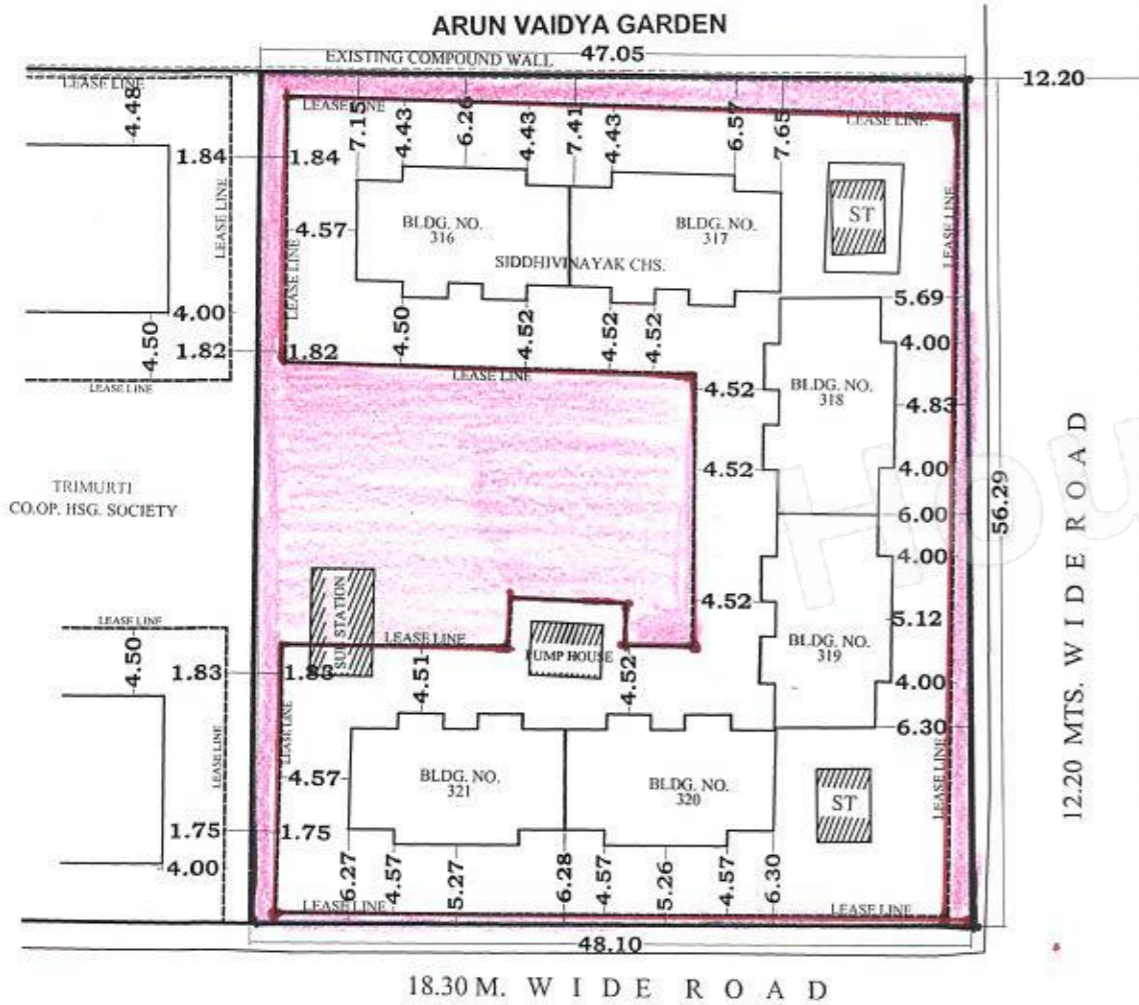 ARUN VAIDYA GARDEN
EXISTING COMPOUND WALL
47.05
12.20
LEASE LINE
LEASE LINE
LEASE LINE
4.48
7.15
4.43
6.26
4.43
7.41
4.43
6.57
7.65
1.84
1.84
LEASE LINE
LEASE LINE
LEASE LINE
4.57
BLDG. NO.
316
BLDG. NO.
317
ST
SIDDHIVINAYAK CHS.
5.69
4.00
4.50
1.82
1.82
4.50
4.52
4.52
4.52
4.00
LEASE LINE
LEASE LINE
4.52
BLDG. NO.
318
4.83
4.52
4.00
TRIMURTI
CO.OP. HSG. SOCIETY
6.00
56.29
12.20 MTS. WIDE ROAD
Hou
4.00
4.52
5.12
SUB STATION
LEASE LINE
LEASE LINE
PUMP HOUSE
BLDG. NO.
319
4.50
1.83
1.83
4.51
4.52
4.00
6.30
LEASE LINE
LEASE LINE
LEASE LINE
4.57
BLDG. NO.
321
BLDG. NO.
320
ST
1.75
1.75
4.00
6.27
4.57
5.27
6.28
4.57
5.26
4.57
6.30
LEASE LINE
LEASE LINE
48.10
18.30 M. WIDE ROAD